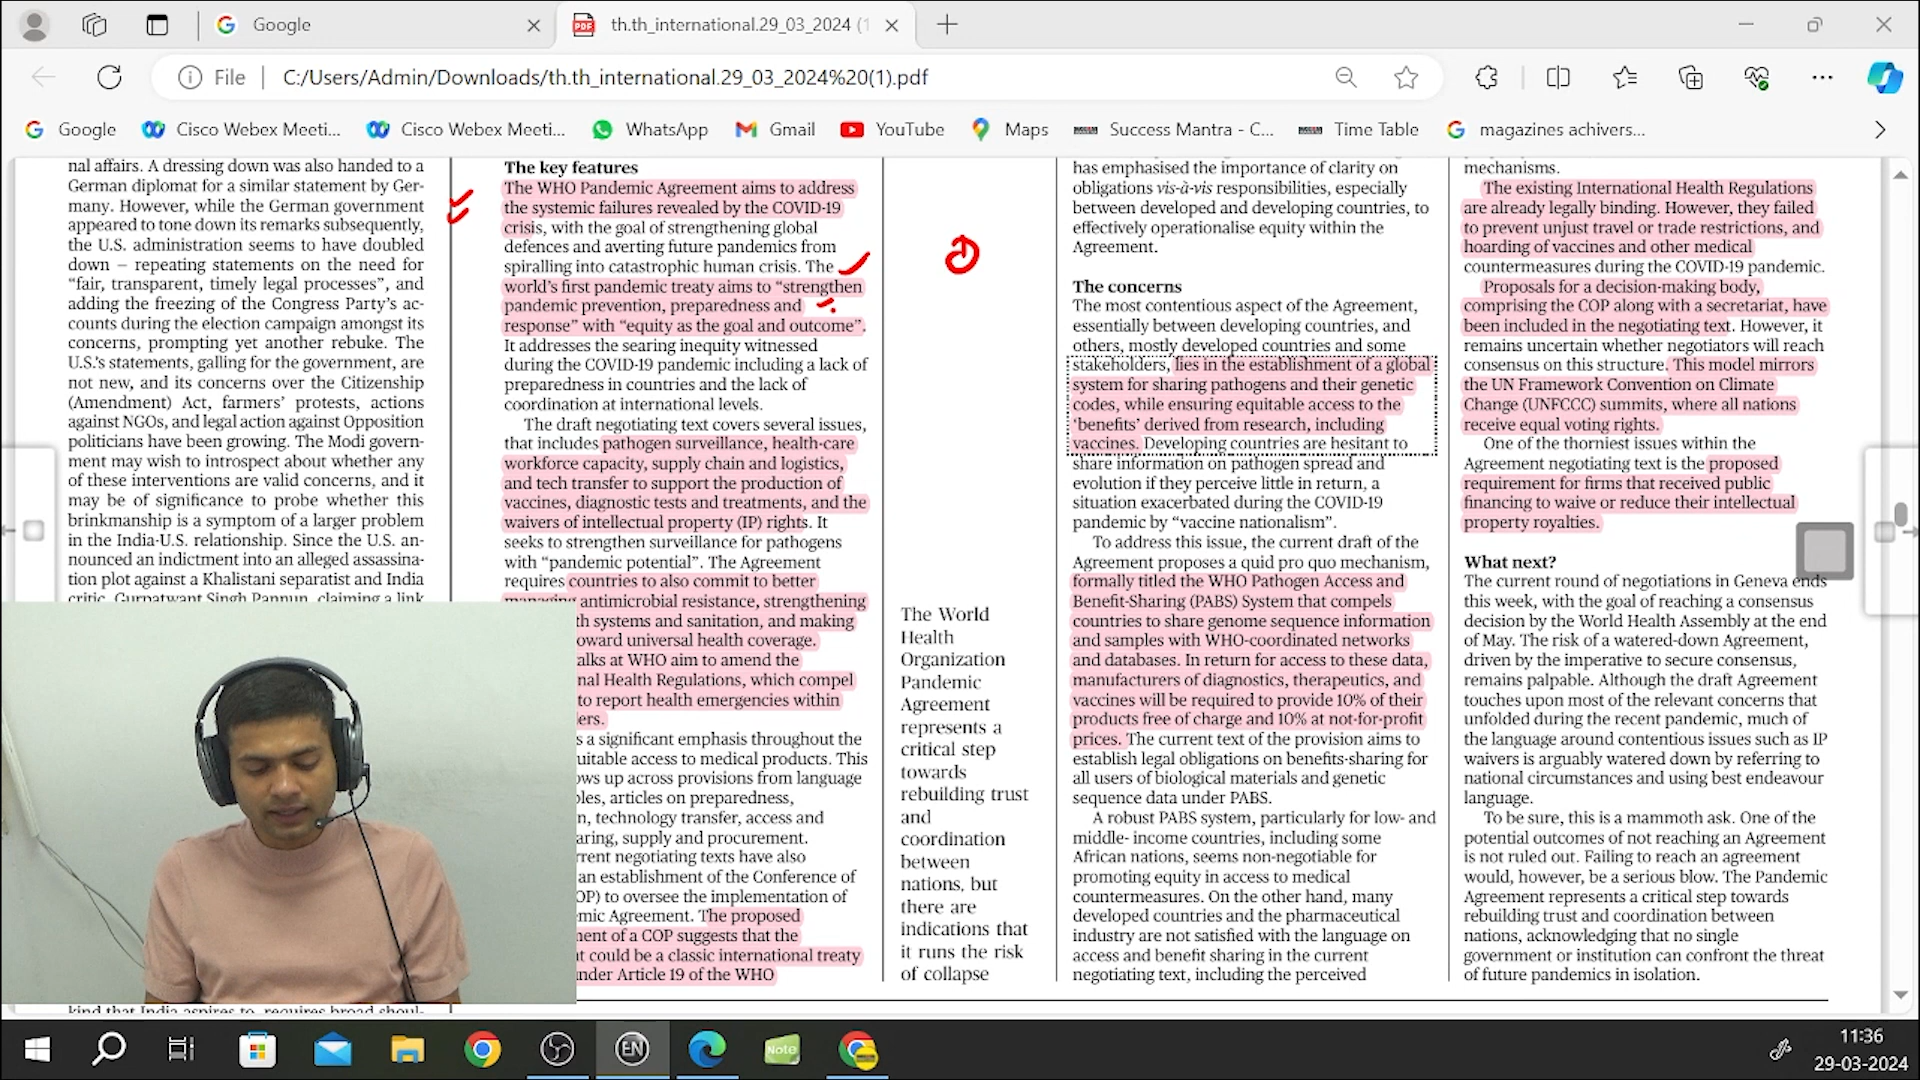 Google
th.th_international.29_03_2024 (1
File
C:/Users/Admin/Downloads/th.th_international.29_03_2024%20(1).pdf
Google
Cisco Webex Meeti...
Cisco Webex Meeti...
WhatsApp
Gmail
YouTube
Maps
Success Mantra - C...
Time Table
magazines achivers...
nal affairs. A dressing down was also handed to a
German diplomat for a similar statement by Ger-
many. However, while the German government
appeared to tone down its remarks subsequently,
the U.S. administration seems to have doubled
down – repeating statements on the need for
“fair, transparent, timely legal processes”, and
adding the freezing of the Congress Party’s ac-
counts during the election campaign amongst its
concerns, prompting yet another rebuke. The
U.S.’s statements, galling for the government, are
not new, and its concerns over the Citizenship
(Amendment) Act, farmers’ protests, actions
against NGOs, and legal action against Opposition
politicians have been growing. The Modi govern-
ment may wish to introspect about whether any
of these interventions are valid concerns, and it
may be of significance to probe whether this
brinkmanship is a symptom of a larger problem
in the India-U.S. relationship. Since the U.S. an-
nounced an indictment into an alleged assassina-
tion plot against a Khalistani separatist and India
critic, Gurpatwant Singh Pannun, claiming a link
kind that India aspires to, requires broad shoul-
The key features
The WHO Pandemic Agreement aims to address
the systemic failures revealed by the COVID-19
crisis, with the goal of strengthening global
defences and averting future pandemics from
spiralling into catastrophic human crisis. The
world’s first pandemic treaty aims to “strengthen
pandemic prevention, preparedness and
response” with “equity as the goal and outcome”.
It addresses the searing inequity witnessed
during the COVID-19 pandemic including a lack of
preparedness in countries and the lack of
coordination at international levels.
The draft negotiating text covers several issues,
that includes pathogen surveillance, health-care
workforce capacity, supply chain and logistics,
and tech transfer to support the production of
vaccines, diagnostic tests and treatments, and the
waivers of intellectual property (IP) rights. It
seeks to strengthen surveillance for pathogens
with “pandemic potential”. The Agreement
requires countries to also commit to better
managing antimicrobial resistance, strengthening
th systems and sanitation, and making
oward universal health coverage.
alks at WHO aim to amend the
nal Health Regulations, which compel
to report health emergencies within
ers.
s a significant emphasis throughout the
uitable access to medical products. This
ows up across provisions from language
les, articles on preparedness,
n, technology transfer, access and
aring, supply and procurement.
rrent negotiating texts have also
an establishment of the Conference of
OP) to oversee the implementation of
mic Agreement. The proposed
ment of a COP suggests that the
t could be a classic international treaty
nder Article 19 of the WHO
The World
Health
Organization
Pandemic
Agreement
represents a
critical step
towards
rebuilding trust
and
coordination
between
nations, but
there are
indications that
it runs the risk
of collapse
has emphasised the importance of clarity on
obligations vis-à-vis responsibilities, especially
between developed and developing countries, to
effectively operationalise equity within the
Agreement.
The concerns
The most contentious aspect of the Agreement,
essentially between developing countries, and
others, mostly developed countries and some
stakeholders, lies in the establishment of a global
system for sharing pathogens and their genetic
codes, while ensuring equitable access to the
‘benefits’ derived from research, including
vaccines. Developing countries are hesitant to
share information on pathogen spread and
evolution if they perceive little in return, a
situation exacerbated during the COVID-19
pandemic by “vaccine nationalism”.
To address this issue, the current draft of the
Agreement proposes a quid pro quo mechanism,
formally titled the WHO Pathogen Access and
Benefit-Sharing (PABS) System that compels
countries to share genome sequence information
and samples with WHO-coordinated networks
and databases. In return for access to these data,
manufacturers of diagnostics, therapeutics, and
vaccines will be required to provide 10% of their
products free of charge and 10% at not-for-profit
prices. The current text of the provision aims to
establish legal obligations on benefits-sharing for
all users of biological materials and genetic
sequence data under PABS.
A robust PABS system, particularly for low- and
middle- income countries, including some
African nations, seems non-negotiable for
promoting equity in access to medical
countermeasures. On the other hand, many
developed countries and the pharmaceutical
industry are not satisfied with the language on
access and benefit sharing in the current
negotiating text, including the perceived
mechanisms.
The existing International Health Regulations
are already legally binding. However, they failed
to prevent unjust travel or trade restrictions, and
hoarding of vaccines and other medical
countermeasures during the COVID-19 pandemic.
Proposals for a decision-making body,
comprising the COP along with a secretariat, have
been included in the negotiating text. However, it
remains uncertain whether negotiators will reach
consensus on this structure. This model mirrors
the UN Framework Convention on Climate
Change (UNFCCC) summits, where all nations
receive equal voting rights.
One of the thorniest issues within the
Agreement negotiating text is the proposed
requirement for firms that received public
financing to waive or reduce their intellectual
property royalties.
What next?
The current round of negotiations in Geneva ends
this week, with the goal of reaching a consensus
decision by the World Health Assembly at the end
of May. The risk of a watered-down Agreement,
driven by the imperative to secure consensus,
remains palpable. Although the draft Agreement
touches upon most of the relevant concerns that
unfolded during the recent pandemic, much of
the language around contentious issues such as IP
waivers is arguably watered down by referring to
national circumstances and using best endeavour
language.
To be sure, this is a mammoth ask. One of the
potential outcomes of not reaching an Agreement
is not ruled out. Failing to reach an agreement
would, however, be a serious blow. The Pandemic
Agreement represents a critical step towards
rebuilding trust and coordination between
nations, acknowledging that no single
government or institution can confront the threat
of future pandemics in isolation.
EN
Note
11:36
29-03-2024